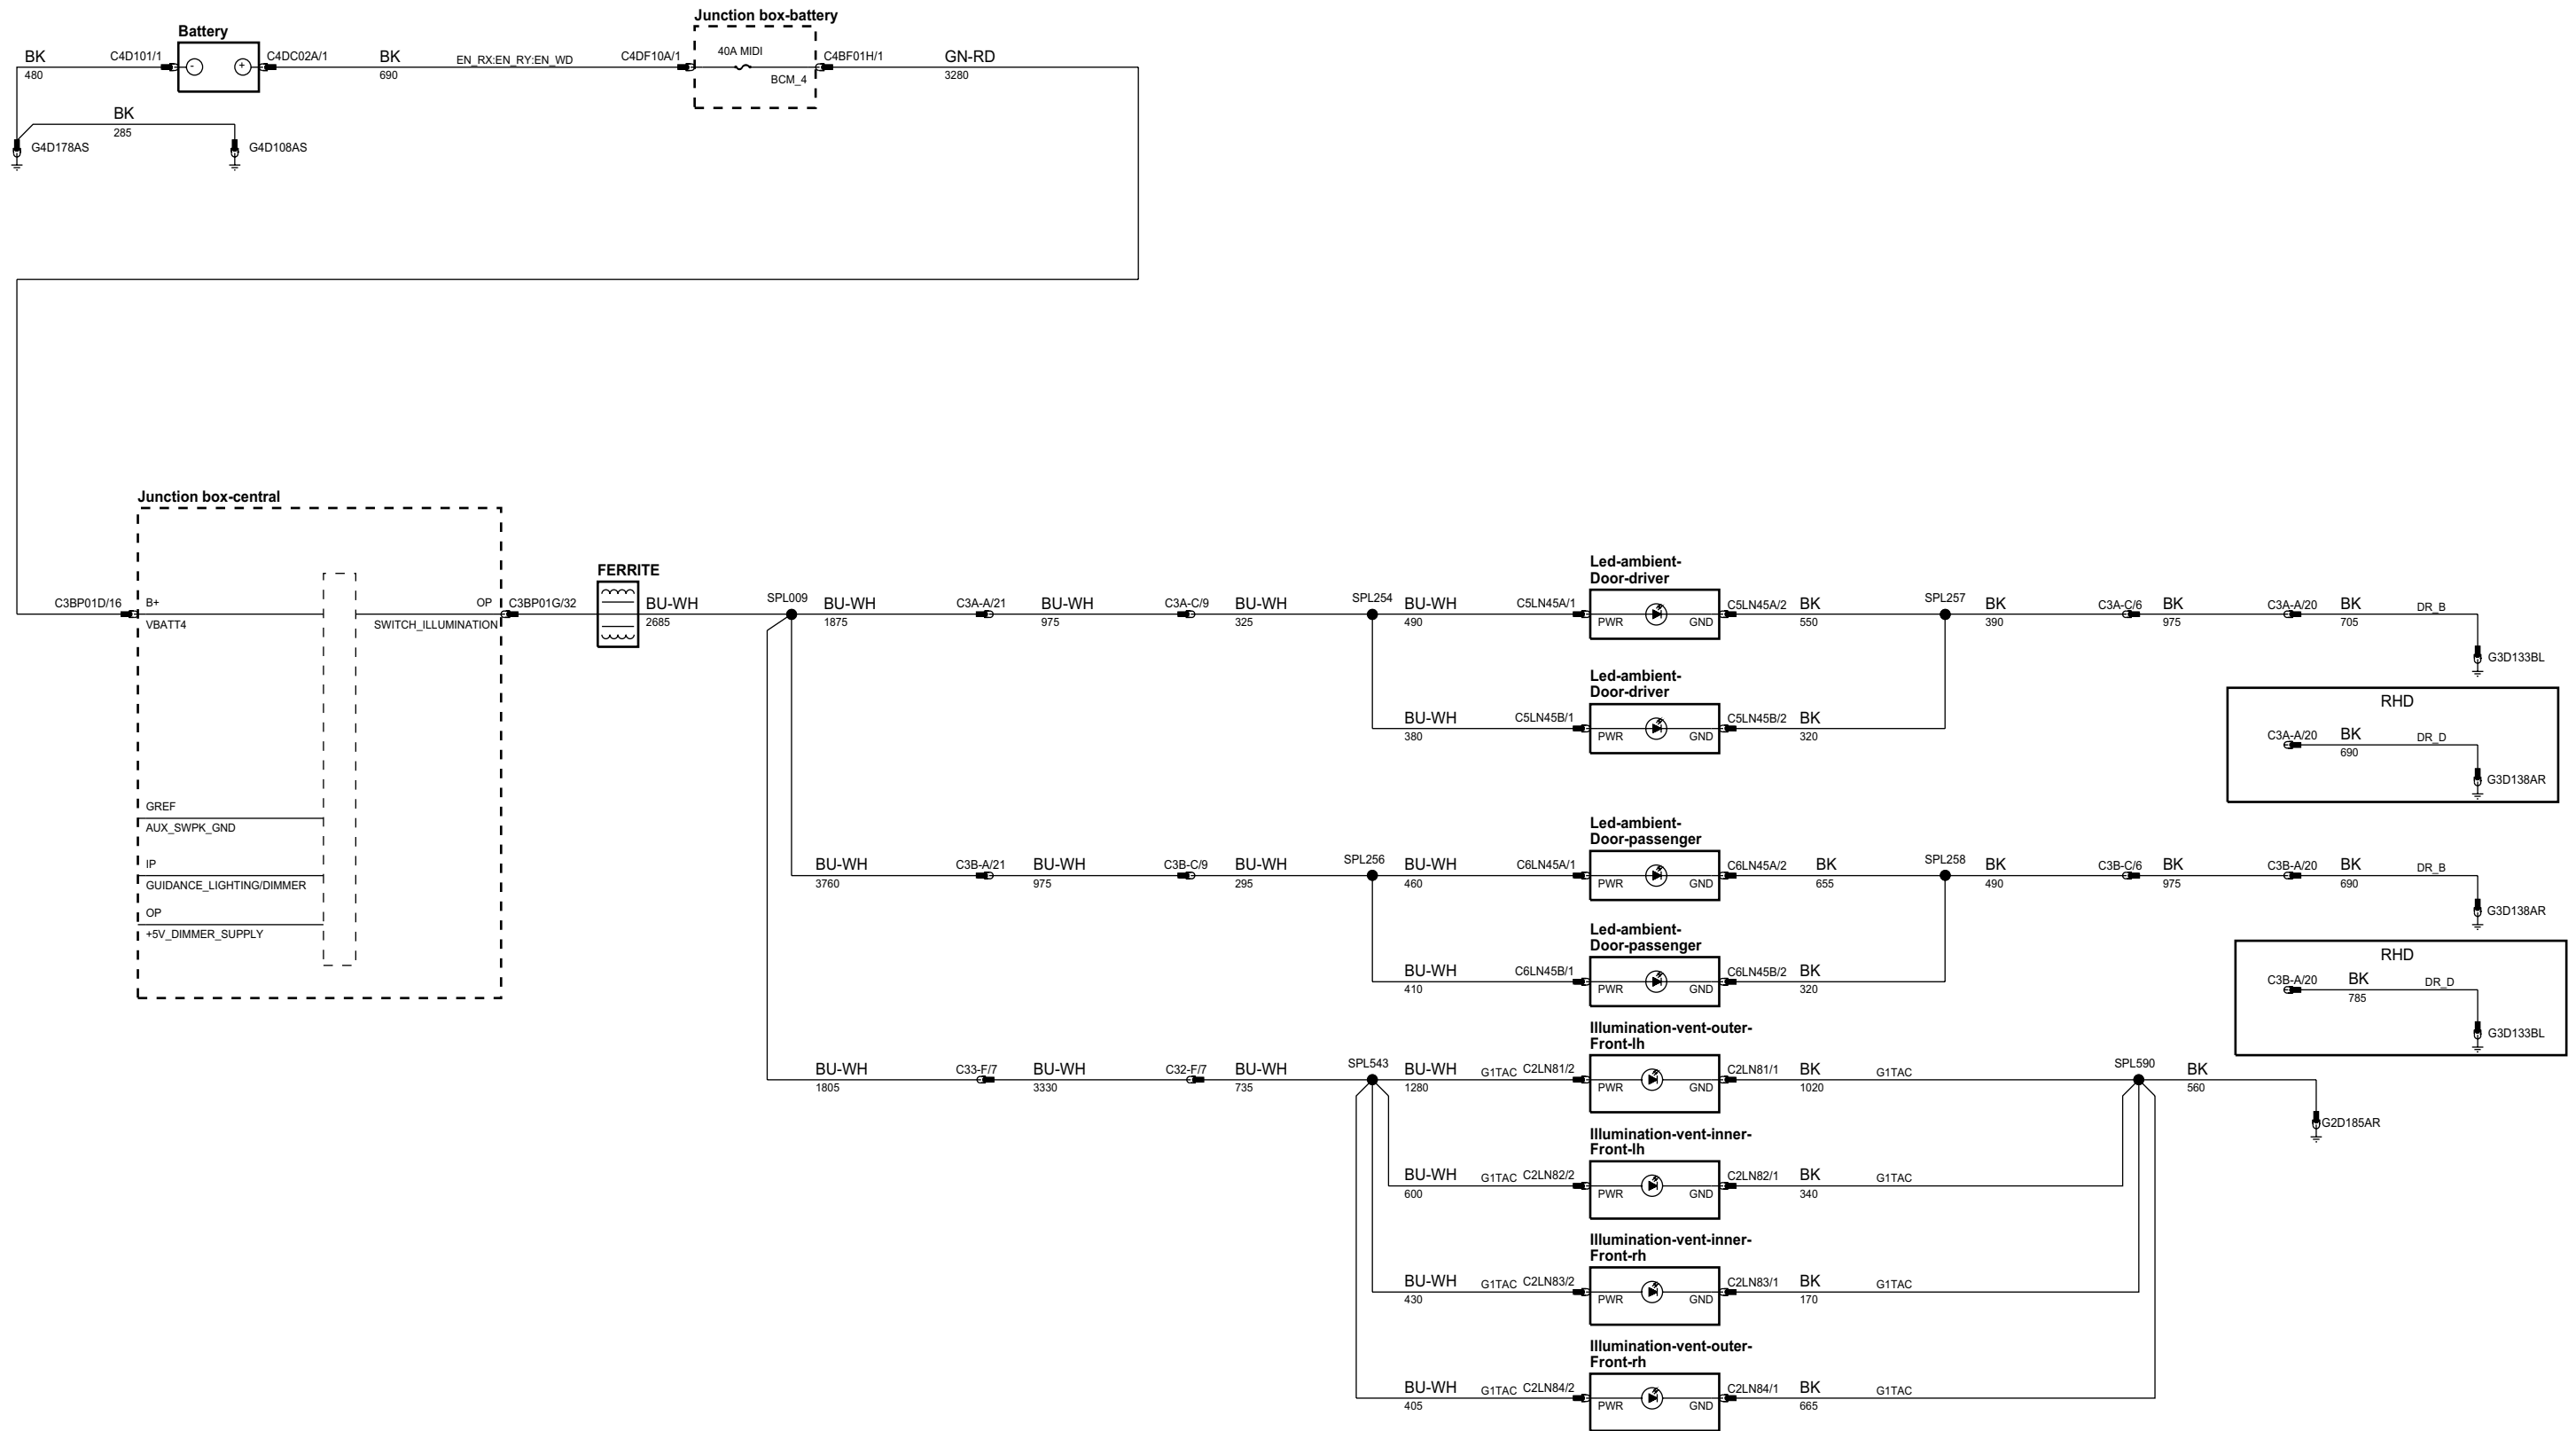 Junction box-battery
Battery
BK
480
C4D101/1
-
+
C4DC02A/1
BK
690
EN_RX:EN_RY:EN_WD
C4DF10A/1
40A MIDI
BCM_4
C4BF01H/1
GN-RD
3280
BK
285
G4D178AS
G4D108AS
Junction box-central
C3BP01D/16
B+
VBATT4
OP
SWITCH_ILLUMINATION
C3BP01G/32
GREF
AUX_SWPK_GND
IP
GUIDANCE_LIGHTING/DIMMER
OP
+5V_DIMMER_SUPPLY
FERRITE
BU-WH
2685
SPL009
BU-WH
1875
C3A-A/21
BU-WH
975
C3A-C/9
BU-WH
325
SPL254
BU-WH
490
C5LN45A/1
Led-ambient-
Door-driver
PWR
GND
C5LN45A/2
BK
550
SPL257
BK
390
C3A-C/6
BK
975
C3A-A/20
BK
705
DR_B
G3D133BL
Led-ambient-
Door-driver
BU-WH
380
C5LN45B/1
PWR
GND
C5LN45B/2
BK
320
RHD
C3A-A/20
BK
690
DR_D
G3D138AR
Led-ambient-
Door-passenger
BU-WH
3760
C3B-A/21
BU-WH
975
C3B-C/9
BU-WH
295
SPL256
BU-WH
460
C6LN45A/1
PWR
GND
C6LN45A/2
BK
655
SPL258
BK
490
C3B-C/6
BK
975
C3B-A/20
BK
690
DR_B
G3D138AR
Led-ambient-
Door-passenger
BU-WH
410
C6LN45B/1
PWR
GND
C6LN45B/2
BK
320
RHD
C3B-A/20
BK
785
DR_D
G3D133BL
Illumination-vent-outer-
Front-lh
BU-WH
1805
C33-F/7
BU-WH
3330
C32-F/7
BU-WH
735
SPL543
BU-WH
1280
G1TAC
C2LN81/2
PWR
GND
C2LN81/1
BK
1020
G1TAC
SPL590
BK
560
G2D185AR
Illumination-vent-inner-
Front-lh
BU-WH
600
G1TAC
C2LN82/2
PWR
GND
C2LN82/1
BK
340
G1TAC
Illumination-vent-inner-
Front-rh
BU-WH
430
G1TAC
C2LN83/2
PWR
GND
C2LN83/1
BK
170
G1TAC
Illumination-vent-outer-
Front-rh
BU-WH
405
G1TAC
C2LN84/2
PWR
GND
C2LN84/1
BK
665
G1TAC